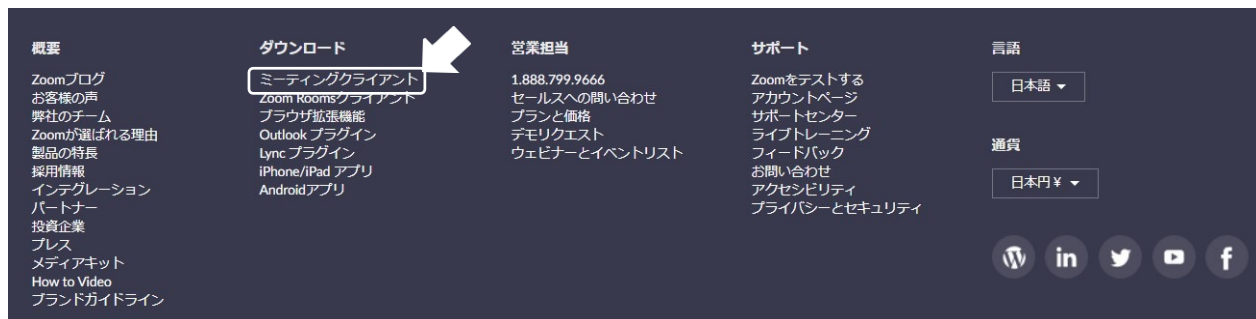 概要
Zoomブログ
お客様の声
弊社のチーム
Zoomが選ばれる理由
製品の特長
採用情報
インテグレーション
パートナー
投資企業
プレス
メディアキット
How to Video
ブランドガイドライン
ダウンロード
ミーティングクライアント
Zoom Roomsクライアント
ブラウザ拡張機能
Outlook プラグイン
Lync プラグイン
iPhone/iPad アプリ
Androidアプリ
営業担当
1.888.799.9666
セールスへの問い合わせ
プランと価格
デモリクエスト
ウェビナーとイベントリスト
サポート
Zoomをテストする
アカウントページ
サポートセンター
ライブトレーニング
フィードバック
お問い合わせ
アクセシビリティ
プライバシーとセキュリティ
言語
日本語
通貨
日本円 ¥
in
f